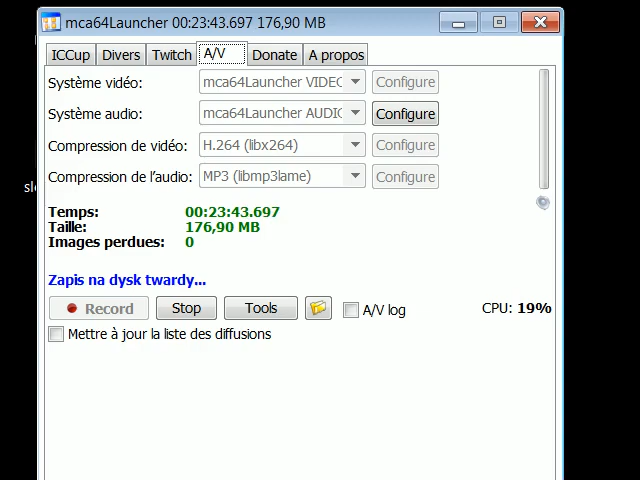 mca64Launcher 00:23:43.697 176,90 MB
ICCup Divers Twitch A/V Donate A propos
Système vidéo: mca64Launcher VIDEO Configure
Système audio: mca64Launcher AUDIO Configure
Compression de vidéo: H.264 (libx264) Configure
Compression de l'audio: MP3 (libmp3lame) Configure
Temps: 00:23:43.697
Taille: 176,90 MB
Images perdues: 0
Zapis na dysk twardy...
Record Stop Tools A/V log CPU: 19%
Mettre à jour la liste des diffusions